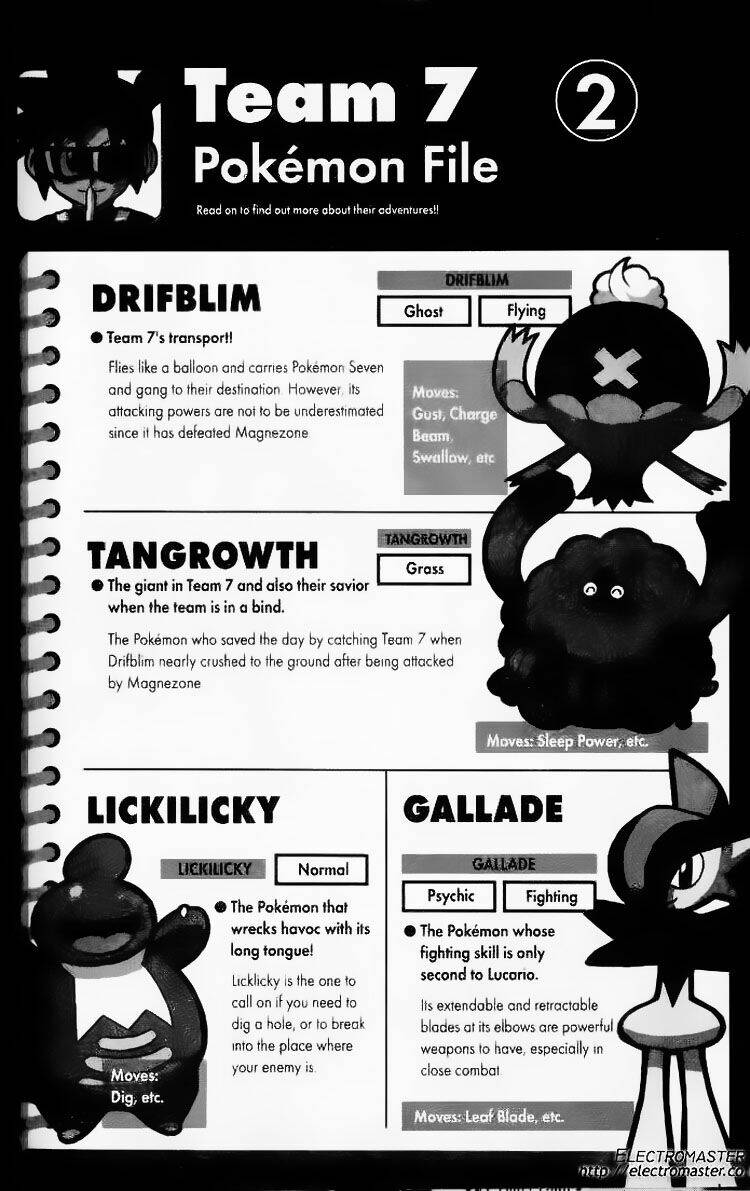 Team 7
2
Pokémon File
Read on to find out more about their adventures!!
DRIFBLIM
DRIFBLIM
Ghost
Flying
● Team 7's transport!
Flies like a balloon and carries Pokémon Seven
and gang to their destination. However, its
attacking powers are not to be underestimated
since it has defeated Magnezone
Moves:
Gust, Charge
Beam,
Swallow, etc
TANGROWTH
TANGROWTH
Grass
● The giant in Team 7 and also their savior
when the team is in a bind.
The Pokémon who saved the day by catching Team 7 when
Drifblim nearly crushed to the ground after being attacked
by Magnezone
Moves: Sleep Power, etc.
LICKILICKY
LICKILICKY
Normal
● The Pokémon that
wrecks havoc with its
long tongue!
Licklicky is the one to
call on if you need to
dig a hole, or to break
into the place where
your enemy is.
Moves:
Dig, etc.
GALLADE
GALLADE
Psychic
Fighting
● The Pokémon whose
fighting skill is only
second to Lucario.
Its extendable and retractable
blades at its elbows are powerful
weapons to have, especially in
close combat
Moves: Leaf Blade, etc.
ELECTROMASTER
http://electromaster.co